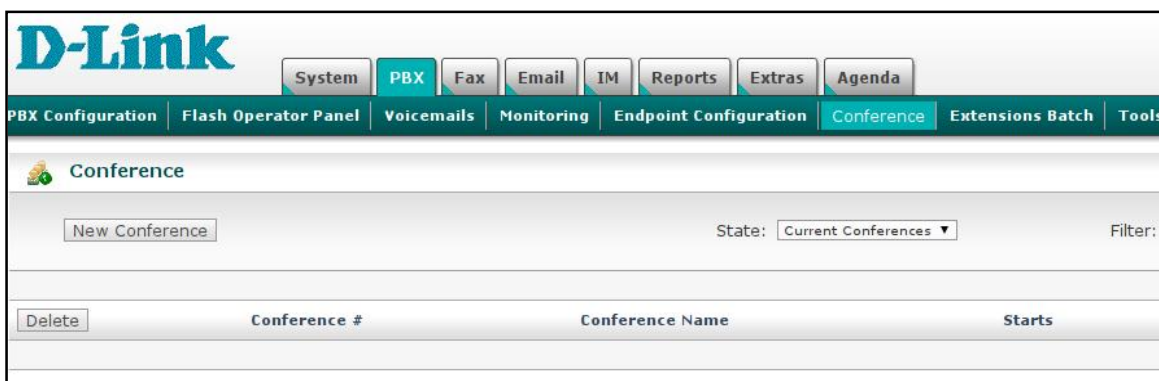 D-Link
System PBX Fax Email IM Reports Extras Agenda
PBX Configuration Flash Operator Panel Voicemails Monitoring Endpoint Configuration Conference Extensions Batch Tools
Conference
New Conference State: Current Conferences Filter:
Delete Conference # Conference Name Starts